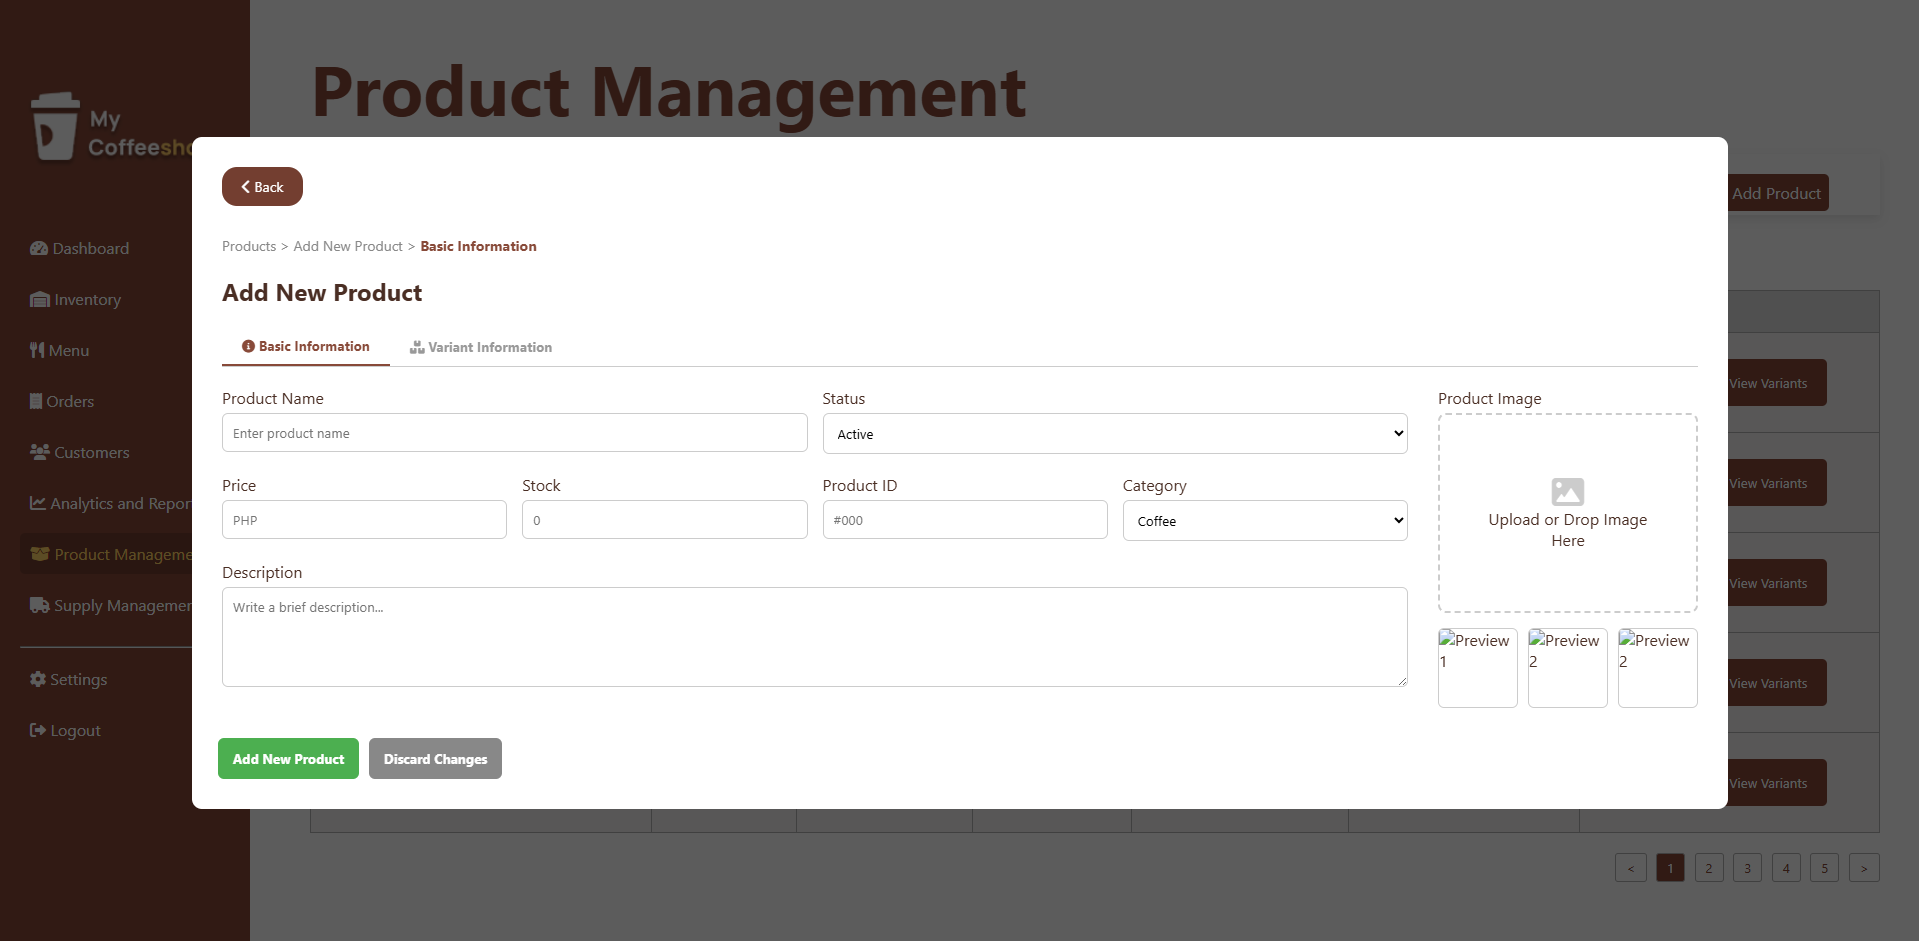 Product Management
My
Coffeesho
Dashboard
Inventory
Menu
Orders
Customers
Analytics and Repor
Product Manageme
Supply Managemen
Settings
Logout
Add Product
Back
Products > Add New Product > Basic Information
Add New Product
Basic Information
Variant Information
Product Name
Enter product name
Status
Active
Price
PHP
Stock
0
Product ID
#000
Category
Coffee
Description
Write a brief description...
Product Image
Upload or Drop Image
Here
Preview
1
Preview
2
Preview
2
Add New Product
Discard Changes
View Variants
View Variants
View Variants
View Variants
View Variants
< 1 2 3 4 5 >